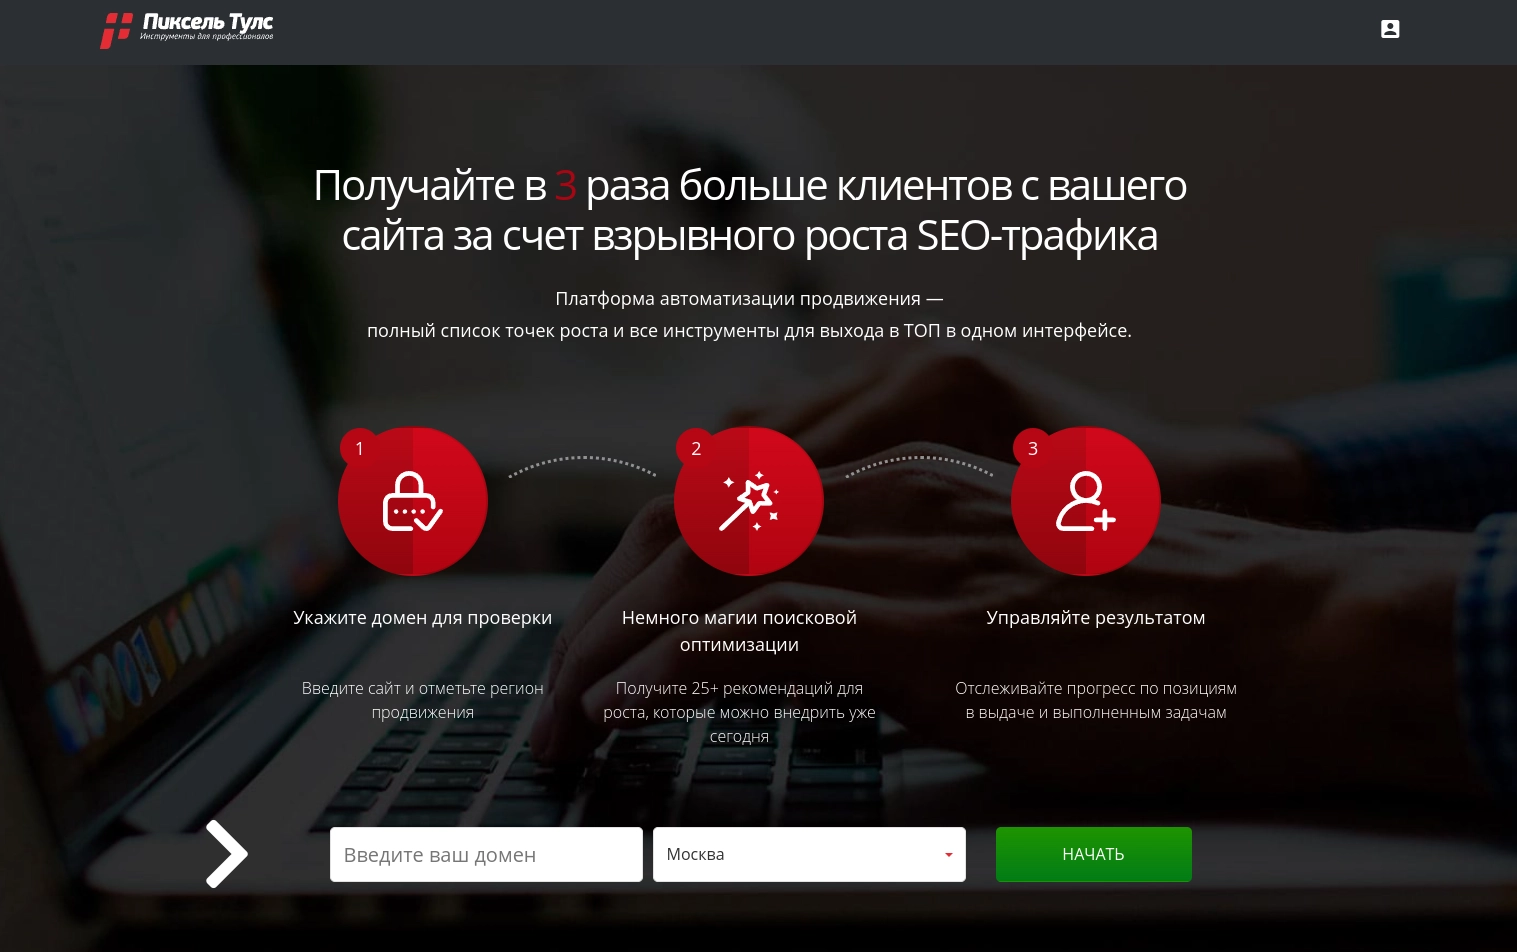 Пиксель Тулс
Инструменты для профессионалов
Получайте в 3 раза больше клиентов с вашего
сайта за счет взрывного роста SEO-трафика
Платформа автоматизации продвижения —
полный список точек роста и все инструменты для выхода в ТОП в одном интерфейсе.
1
2
3
Укажите домен для проверки
Немного магии поисковой
оптимизации
Управляйте результатом
Введите сайт и отметьте регион
продвижения
Получите 25+ рекомендаций для
роста, которые можно внедрить уже
сегодня
Отслеживайте прогресс по позициям
в выдаче и выполненным задачам
Введите ваш домен
Москва
НАЧАТЬ